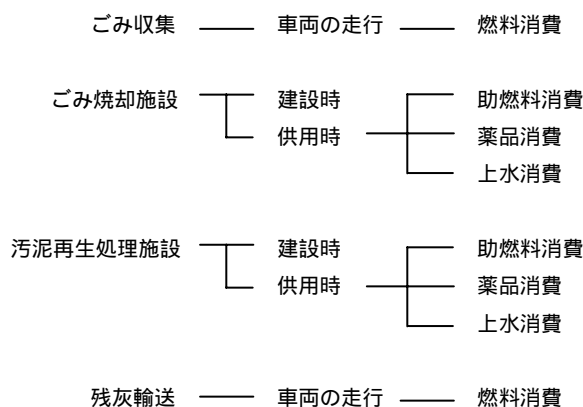 ごみ収集 車両の走行 燃料消費
ごみ焼却施設 建設時 助燃料消費
供用時 薬品消費
上水消費
汚泥再生処理施設 建設時 助燃料消費
供用時 薬品消費
上水消費
残灰輸送 車両の走行 燃料消費